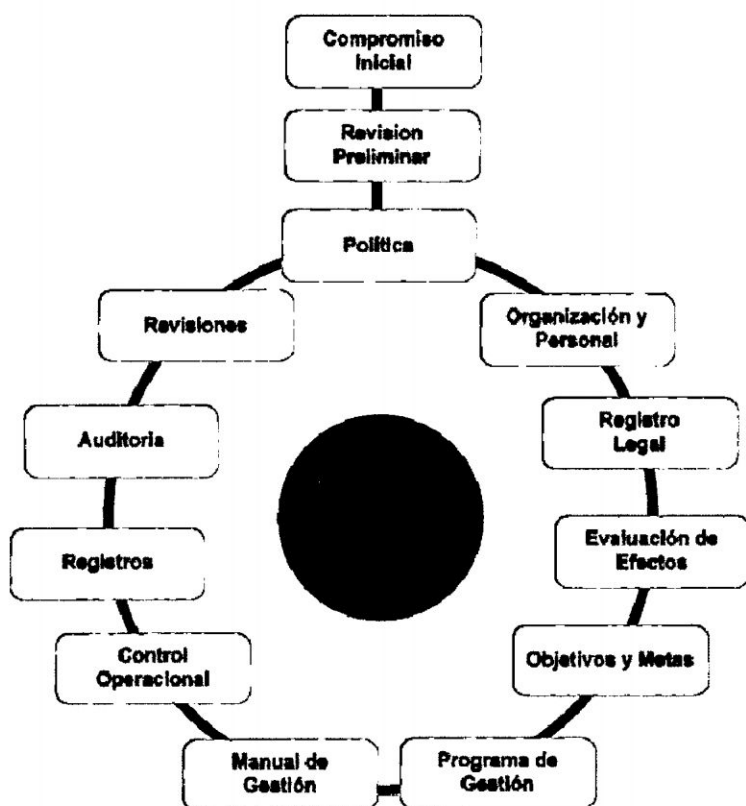 Compromiso
Inicial
Revision
Preliminar
Política
Organización y
Personal
Registro
Legal
Evaluación de
Efectos
Objetivos y Metas
Programa de
Gestión
Manual de
Gestión
Control
Operacional
Registros
Auditoria
Revisiones